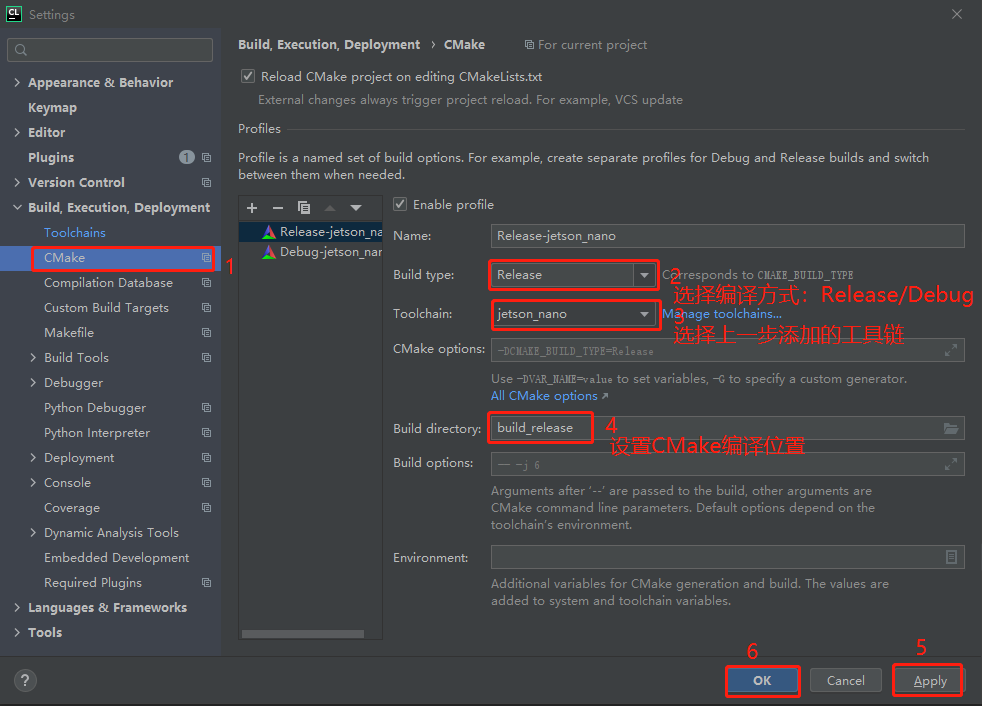 CL Settings
Build, Execution, Deployment › CMake For current project
Reload CMake project on editing CMakeLists.txt
External changes always trigger project reload. For example, VCS update
Profiles
Profile is a named set of build options. For example, create separate profiles for Debug and Release builds and switch
between them when needed.
Appearance & Behavior
Keymap
Editor
Plugins 1
Version Control
Build, Execution, Deployment
Toolchains
CMake 1
Compilation Database
Custom Build Targets
Makefile
Build Tools
Debugger
Python Debugger
Python Interpreter
Deployment
Console
Coverage
Dynamic Analysis Tools
Embedded Development
Required Plugins
Languages & Frameworks
Tools
Release-jetson_na
Debug-jetson_nar
Enable profile
Name: Release-jetson_nano
Build type: Release 2 Corresponds to CMAKE_BUILD_TYPE
选择编译方式：Release/Debug
Toolchain: jetson_nano 3 Manage toolchains...
选择上一步添加的工具链
CMake options: -DCMAKE_BUILD_TYPE=Release
Use -DVAR_NAME=value to set variables, -G to specify a custom generator.
All CMake options ↗
Build directory: build_release 4
设置CMake编译位置
Build options: -- -j 6
Arguments after '--' are passed to the build, other arguments are
CMake command line parameters. Default options depend on the
toolchain's environment.
Environment:
Additional variables for CMake generation and build. The values are
added to system and toolchain variables.
6 5
? OK Cancel Apply